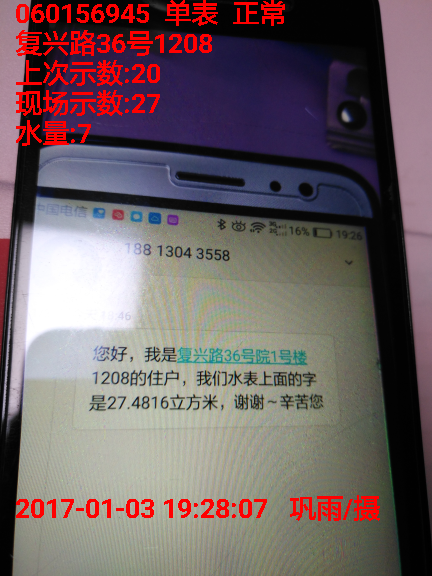 060156945 单表 正常
复兴路36号1208
上次示数:20
现场示数:27
水量:7
中国电信
16% 19:26
188 1304 3558
您好，我是复兴路36号院1号楼
1208的住户，我们水表上面的字
是27.4816立方米，谢谢～辛苦您
2017-01-03 19:28:07 巩雨/摄